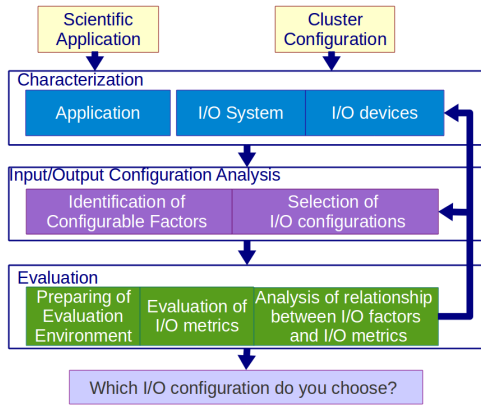 Scientific
Application
Cluster
Configuration
Characterization
Application
I/O System
I/O devices
Input/Output Configuration Analysis
Identification of
Configurable Factors
Selection of
I/O configurations
Evaluation
Preparing of
Evaluation
Environment
Evaluation of
I/O metrics
Analysis of relationship
between I/O factors
and I/O metrics
Which I/O configuration do you choose?